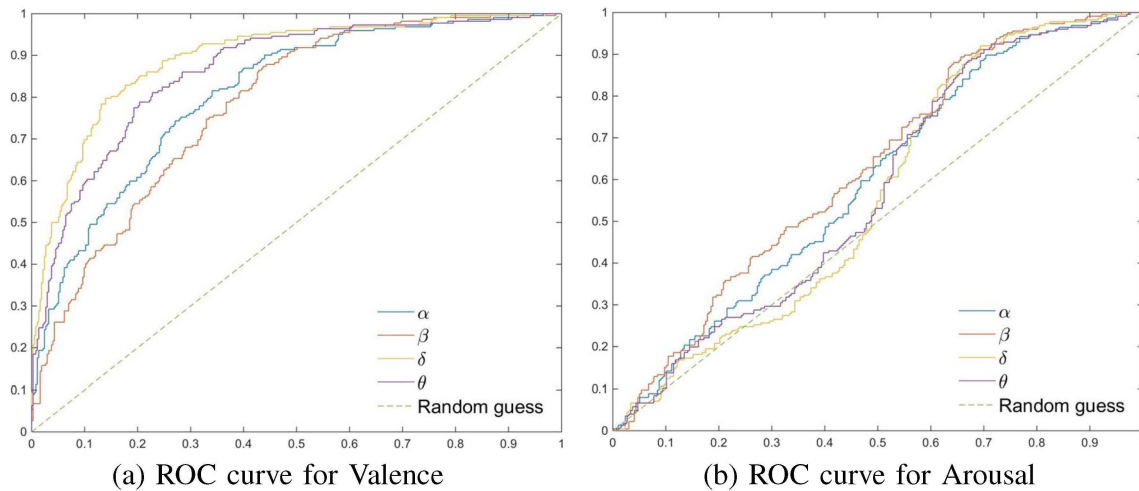 1
0.9
0.8
0.7
0.6
0.5
0.4
0.3
0.2
0.1
0
0 0.1 0.2 0.3 0.4 0.5 0.6 0.7 0.8 0.9 1
α
β
δ
θ
Random guess
(a) ROC curve for Valence
1
0.9
0.8
0.7
0.6
0.5
0.4
0.3
0.2
0.1
0
0 0.1 0.2 0.3 0.4 0.5 0.6 0.7 0.8 0.9
α
β
δ
θ
Random guess
(b) ROC curve for Arousal